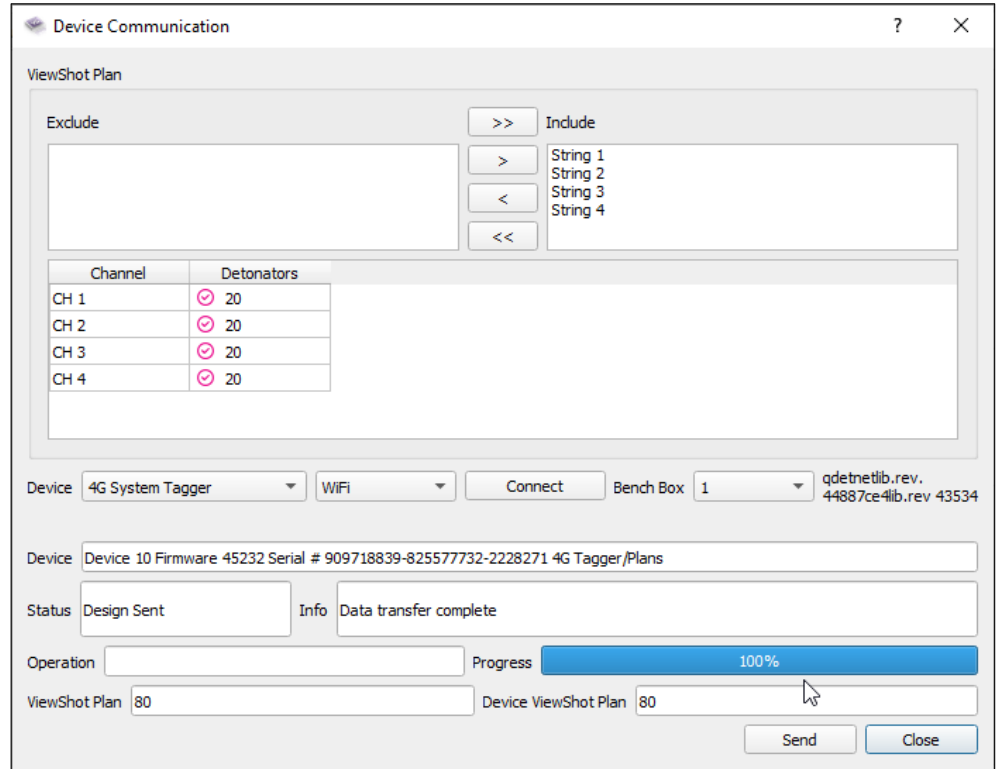 Device Communication
?
ViewShot Plan
Exclude
>>
Include
>
<
<<
String 1
String 2
String 3
String 4
Channel Detonators
CH 1 20
CH 2 20
CH 3 20
CH 4 20
Device 4G System Tagger WiFi Connect Bench Box 1 qdetnetlib.rev.
44887ce4lib.rev 43534
Device Device 10 Firmware 45232 Serial # 909718839-825577732-2228271 4G Tagger/Plans
Status Design Sent Info Data transfer complete
Operation Progress 100%
ViewShot Plan 80 Device ViewShot Plan 80
Send Close